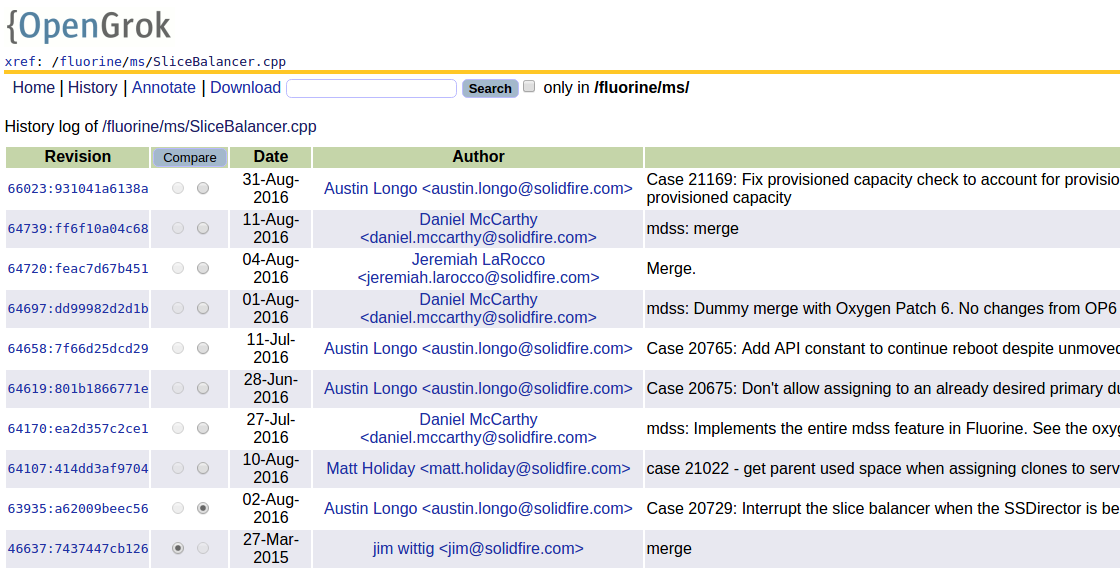 {OpenGrok
xref: /fluorine/ms/SliceBalancer.cpp
Home | History | Annotate | Download Search only in /fluorine/ms/
History log of /fluorine/ms/SliceBalancer.cpp
Revision Compare Date Author
66023:931041a6138a 31-Aug-2016 Austin Longo <austin.longo@solidfire.com> Case 21169: Fix provisioned capacity check to account for provisio
provisioned capacity
64739:ff6f10a04c68 11-Aug-2016 Daniel McCarthy <daniel.mccarthy@solidfire.com> mdss: merge
64720:feac7d67b451 04-Aug-2016 Jeremiah LaRocco <jeremiah.larocco@solidfire.com> Merge.
64697:dd99982d2d1b 01-Aug-2016 Daniel McCarthy <daniel.mccarthy@solidfire.com> mdss: Dummy merge with Oxygen Patch 6. No changes from OP6
64658:7f66d25dcd29 11-Jul-2016 Austin Longo <austin.longo@solidfire.com> Case 20765: Add API constant to continue reboot despite unmoved
64619:801b1866771e 28-Jun-2016 Austin Longo <austin.longo@solidfire.com> Case 20675: Don't allow assigning to an already desired primary du
64170:ea2d357c2ce1 27-Jul-2016 Daniel McCarthy <daniel.mccarthy@solidfire.com> mdss: Implements the entire mdss feature in Fluorine. See the oxyg
64107:414dd3af9704 10-Aug-2016 Matt Holiday <matt.holiday@solidfire.com> case 21022 - get parent used space when assigning clones to serv
63935:a62009beec56 02-Aug-2016 Austin Longo <austin.longo@solidfire.com> Case 20729: Interrupt the slice balancer when the SSDirector is be
46637:7437447cb126 27-Mar-2015 jim wittig <jim@solidfire.com> merge